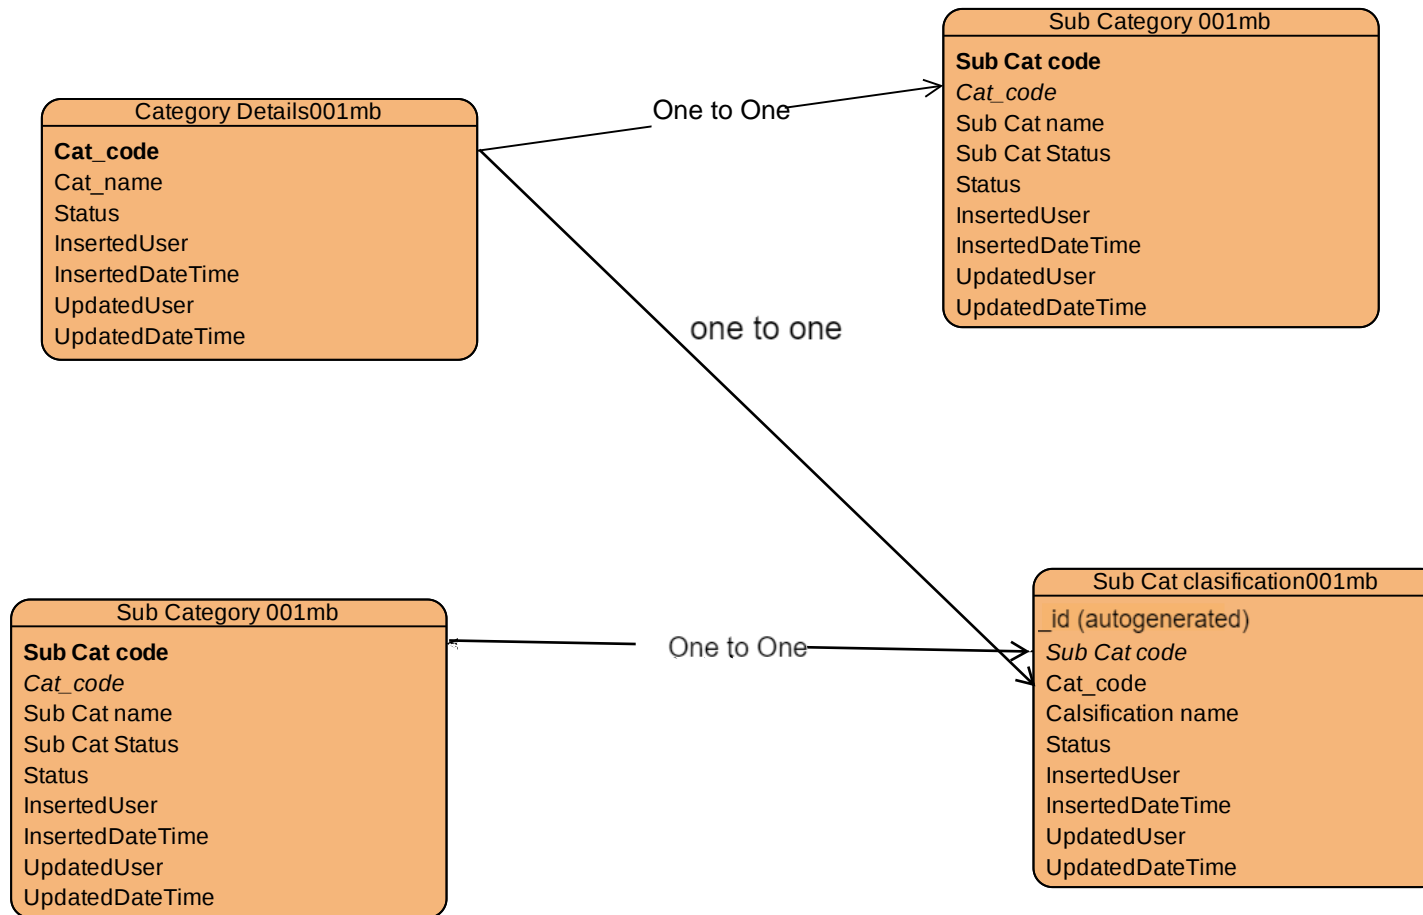 Category Details001mb
Cat_code
Cat_name
Status
InsertedUser
InsertedDateTime
UpdatedUser
UpdatedDateTime
One to One
Sub Category 001mb
Sub Cat code
Cat_code
Sub Cat name
Sub Cat Status
Status
InsertedUser
InsertedDateTime
UpdatedUser
UpdatedDateTime
one to one
Sub Category 001mb
Sub Cat code
Cat_code
Sub Cat name
Sub Cat Status
Status
InsertedUser
InsertedDateTime
UpdatedUser
UpdatedDateTime
One to One
Sub Cat clasification001mb
_id (autogenerated)
Sub Cat code
Cat_code
Calsification name
Status
InsertedUser
InsertedDateTime
UpdatedUser
UpdatedDateTime